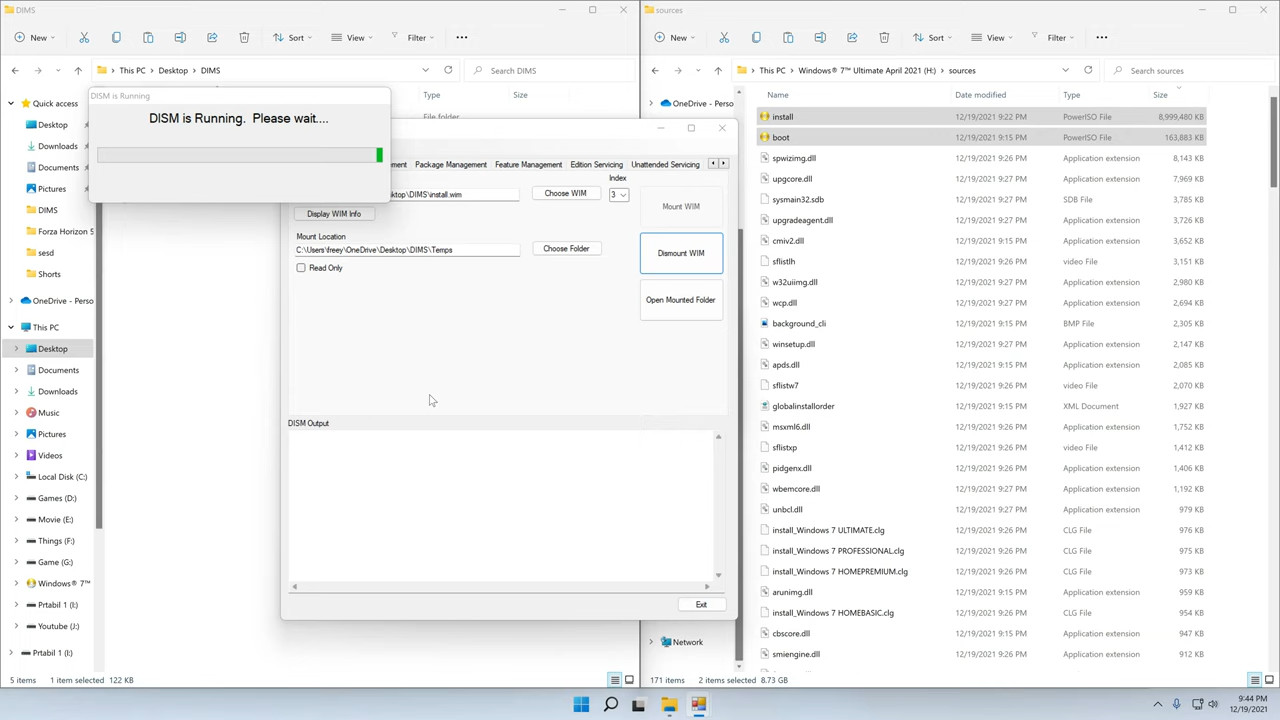 DIMS
New
Sort
View
Filter
This PC
Desktop
DIMS
Search DIMS
Quick access
Desktop
Downloads
Documents
Pictures
DIMS
Forza Horizon 5
sesd
Shorts
OneDrive - Perso
This PC
Desktop
Documents
Downloads
Music
Pictures
Videos
Local Disk (C:)
Games (D:)
Movie (E:)
Things (F:)
Game (G:)
Windows® 7™
Prtabil 1 (I:)
Youtube (J:)
Prtabil 1 (I:)
5 items
1 item selected 122 KB
Type
Size
File folder
DISM is Running
DISM is Running. Please wait....
Package Management
Feature Management
Edition Servicing
Unattended Servicing
Desktop\DIMS\install.wim
Choose WIM
Index
3
Mount WIM
Display WIM Info
Mount Location
C:\Users\frey\OneDrive\Desktop\DIMS\Temps
Choose Folder
Dismount WIM
Read Only
Open Mounted Folder
DISM Output
Exit
sources
New
Sort
View
Filter
This PC
Windows® 7™ Ultimate April 2021 (H:)
sources
Search sources
OneDrive - Perso
Network
Name Date modified Type Size
install 12/19/2021 9:22 PM PowerISO File 8,999,480 KB
boot 12/19/2021 9:15 PM PowerISO File 163,883 KB
spwizimg.dll 12/19/2021 9:27 PM Application extension 8,143 KB
upgcore.dll 12/19/2021 9:27 PM Application extension 7,969 KB
sysmain32.sdb 12/19/2021 9:27 PM SDB File 3,785 KB
upgradeagent.dll 12/19/2021 9:27 PM Application extension 3,726 KB
cmiv2.dll 12/19/2021 9:15 PM Application extension 3,652 KB
sflistlh 12/19/2021 9:27 PM video File 3,151 KB
w32uiimg.dll 12/19/2021 9:27 PM Application extension 2,980 KB
wcp.dll 12/19/2021 9:27 PM Application extension 2,694 KB
background_cli 12/19/2021 9:15 PM BMP File 2,305 KB
winsetup.dll 12/19/2021 9:27 PM Application extension 2,147 KB
apds.dll 12/19/2021 9:15 PM Application extension 2,085 KB
sflistw7 12/19/2021 9:27 PM video File 2,070 KB
globalinstallorder 12/19/2021 9:15 PM XML Document 1,927 KB
msxml6.dll 12/19/2021 9:26 PM Application extension 1,752 KB
sflistxp 12/19/2021 9:27 PM video File 1,412 KB
pidgenx.dll 12/19/2021 9:26 PM Application extension 1,406 KB
wbemcore.dll 12/19/2021 9:27 PM Application extension 1,192 KB
unbcl.dll 12/19/2021 9:27 PM Application extension 979 KB
install_Windows 7 ULTIMATE.clg 12/19/2021 9:26 PM CLG File 976 KB
install_Windows 7 PROFESSIONAL.clg 12/19/2021 9:26 PM CLG File 975 KB
install_Windows 7 HOMEPREMIUM.clg 12/19/2021 9:26 PM CLG File 973 KB
arunimg.dll 12/19/2021 9:15 PM Application extension 959 KB
install_Windows 7 HOMEBASIC.clg 12/19/2021 9:26 PM CLG File 954 KB
cbscore.dll 12/19/2021 9:15 PM Application extension 947 KB
smiengine.dll 12/19/2021 9:26 PM Application extension 912 KB
171 items
2 items selected 8.73 GB
9:44 PM
12/19/2021